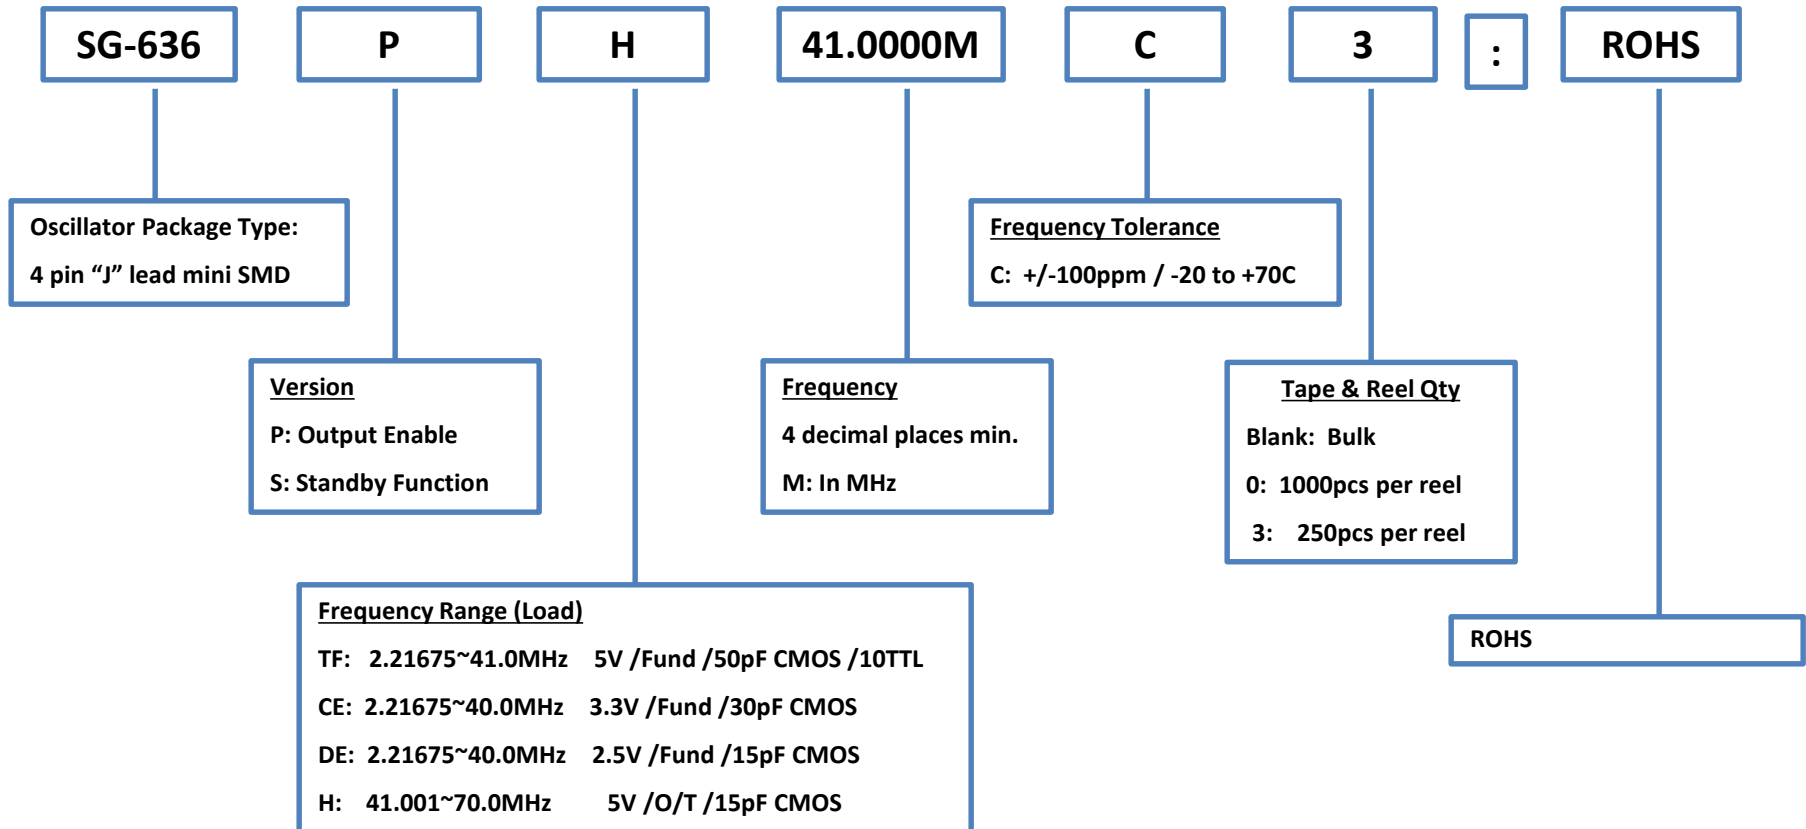 SG-636 P H 41.0000M C 3 : ROHS
Oscillator Package Type:
4 pin “J” lead mini SMD
Frequency Tolerance
C: +/-100ppm / -20 to +70C
Version
P: Output Enable
S: Standby Function
Frequency
4 decimal places min.
M: In MHz
Tape & Reel Qty
Blank: Bulk
0: 1000pcs per reel
3: 250pcs per reel
Frequency Range (Load)
TF: 2.21675~41.0MHz 5V /Fund /50pF CMOS /10TTL
CE: 2.21675~40.0MHz 3.3V /Fund /30pF CMOS
DE: 2.21675~40.0MHz 2.5V /Fund /15pF CMOS
H: 41.001~70.0MHz 5V /O/T /15pF CMOS
ROHS